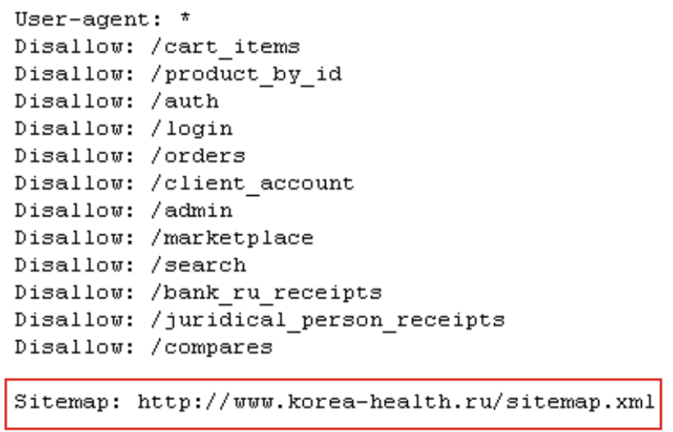 User-agent: *
Disallow: /cart_items
Disallow: /product_by_id
Disallow: /auth
Disallow: /login
Disallow: /orders
Disallow: /client_account
Disallow: /admin
Disallow: /marketplace
Disallow: /search
Disallow: /bank_ru_receipts
Disallow: /juridical_person_receipts
Disallow: /compares
Sitemap: http://www.korea-health.ru/sitemap.xml